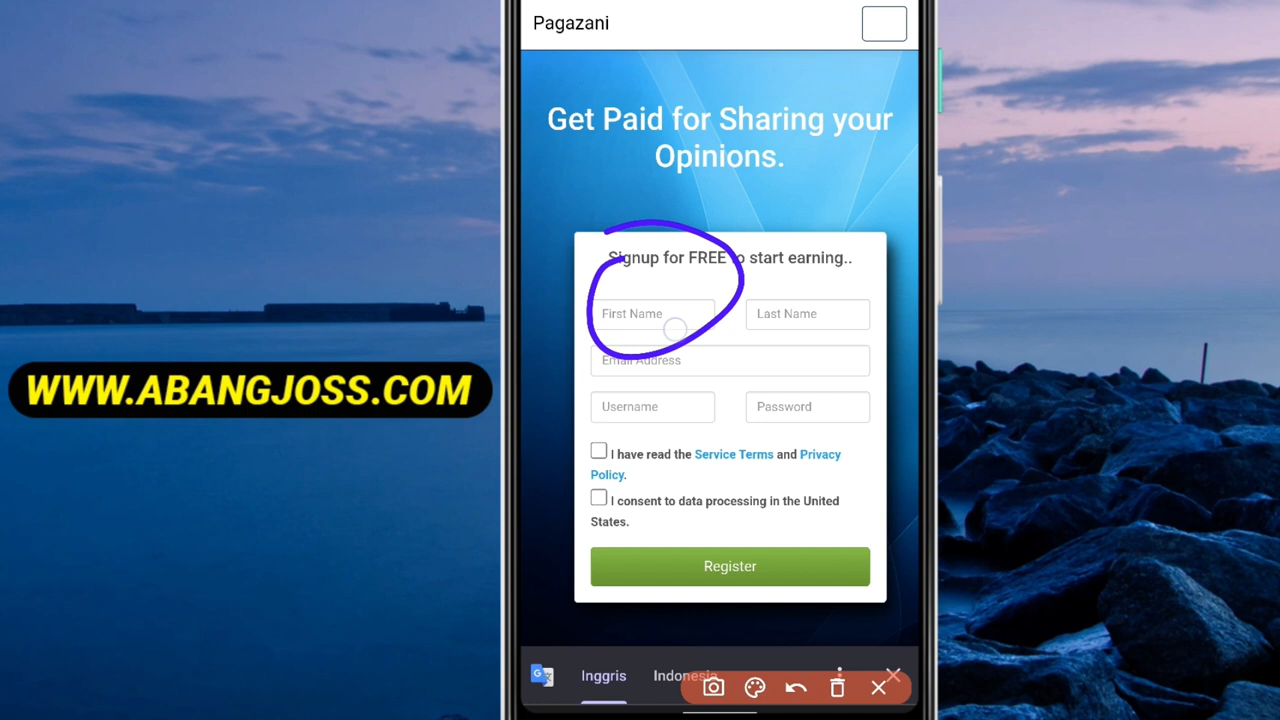 Pagazani
Get Paid for Sharing your
Opinions.
Signup for FREE to start earning..
First Name
Last Name
Email Address
Username
Password
I have read the Service Terms and Privacy
Policy.
I consent to data processing in the United
States.
Register
Inggris
Indonesia
WWW.ABANGJOSS.COM